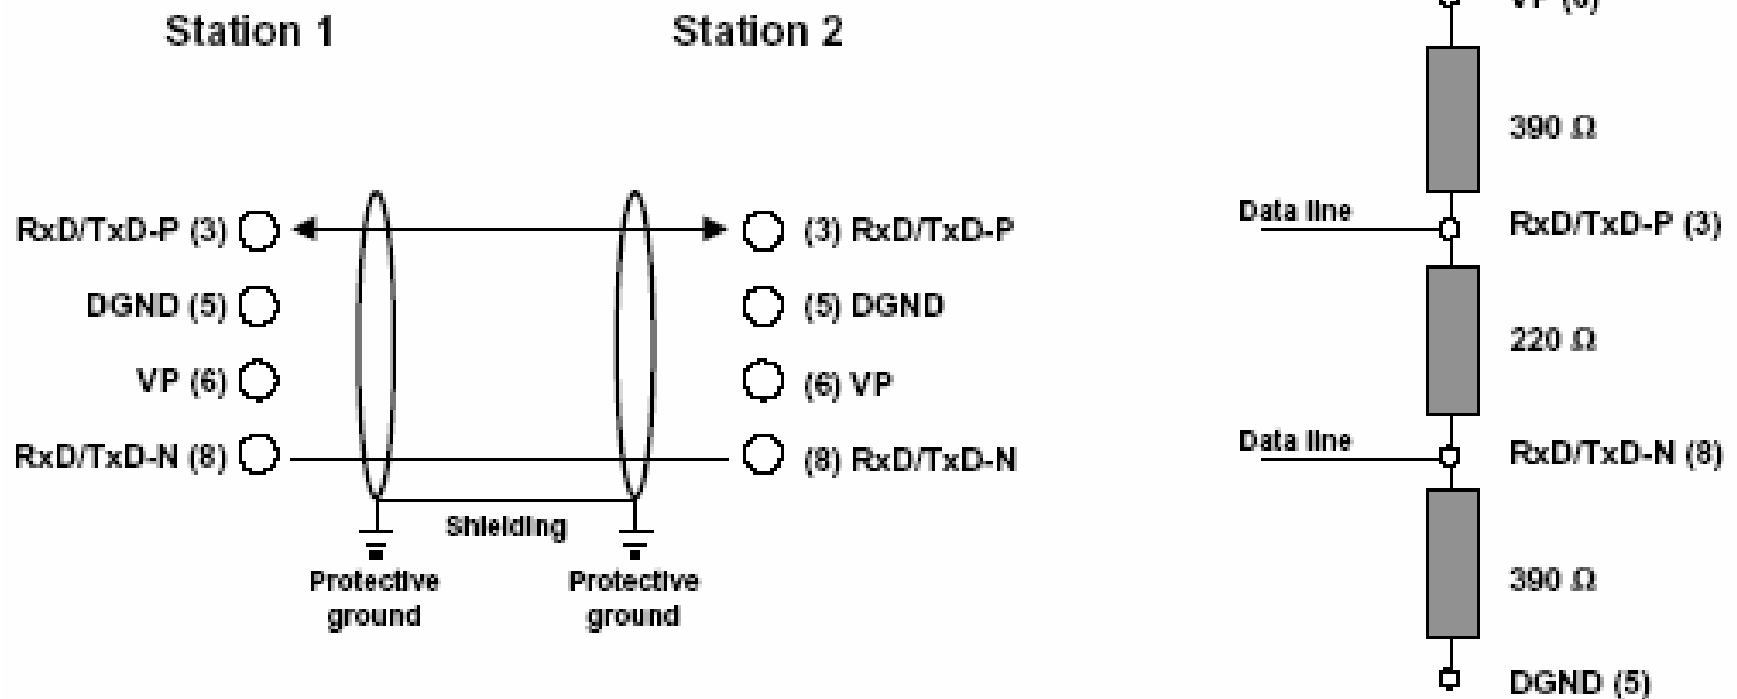 Station 1
Station 2
RxD/TxD-P (3)
(3) RxD/TxD-P
DGND (5)
(5) DGND
VP (6)
(6) VP
RxD/TxD-N (8)
(8) RxD/TxD-N
Shielding
Protective
ground
Protective
ground
VP (6)
390 Ω
Data line
RxD/TxD-P (3)
220 Ω
Data line
RxD/TxD-N (8)
390 Ω
DGND (5)